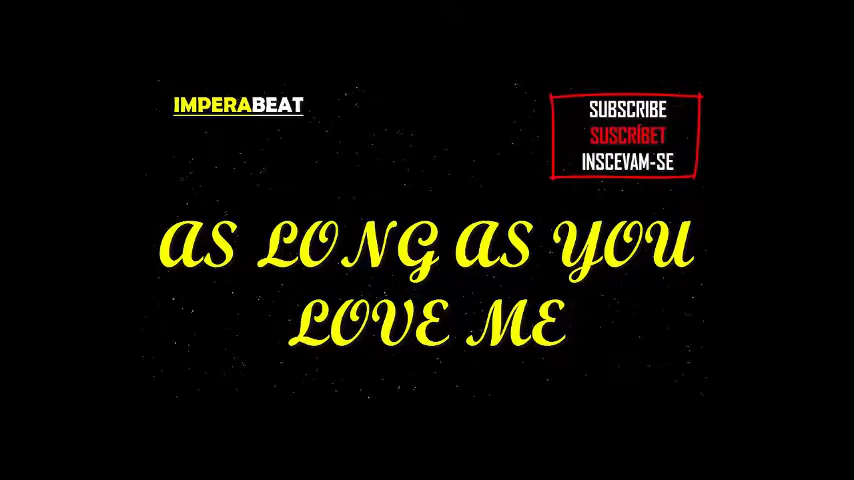 IMPERABEAT
SUBSCRIBE
SUSCRÍBET
INSCEVAM-SE
AS LONG AS YOU
LOVE ME